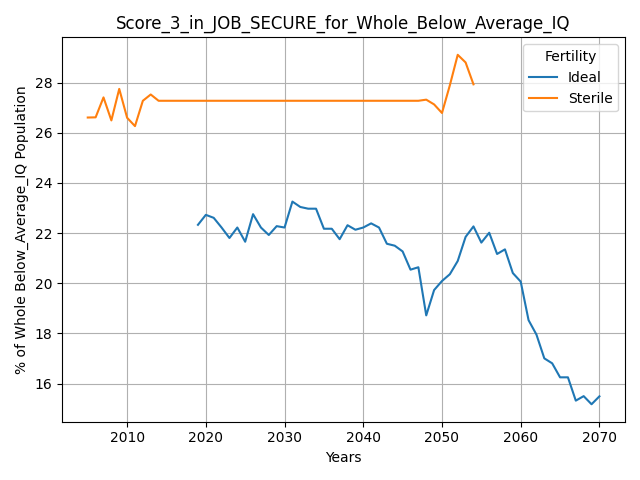 Score_3_in_JOB_SECURE_for_Whole_Below_Average_IQ
% of Whole Below_Average_IQ Population
28
26
24
22
20
18
16
Fertility
Ideal
Sterile
2010 2020 2030 2040 2050 2060 2070
Years